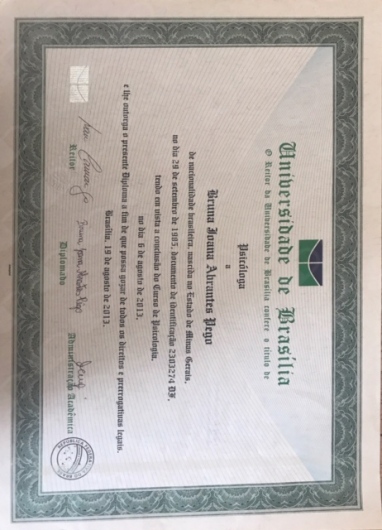 Universidade de Brasília
O Reitor da Universidade de Brasília confere o título de
Psicóloga
a
Bruna Joana Abrantes Pego
de nacionalidade brasileira nascida no Estado de Minas Gerais,
no dia 29 de setembro de 1985, documento de identificação 2303274 DF,
tendo em vista a conclusão do Curso de Psicologia,
no dia 6 de agosto de 2013,
e lhe outorga o presente Diploma a fim de que possa gozar de todos os direitos e prerrogativas legais.
Brasília, 19 de agosto de 2013.
Reitor
Diplomado
Administração Acadêmica